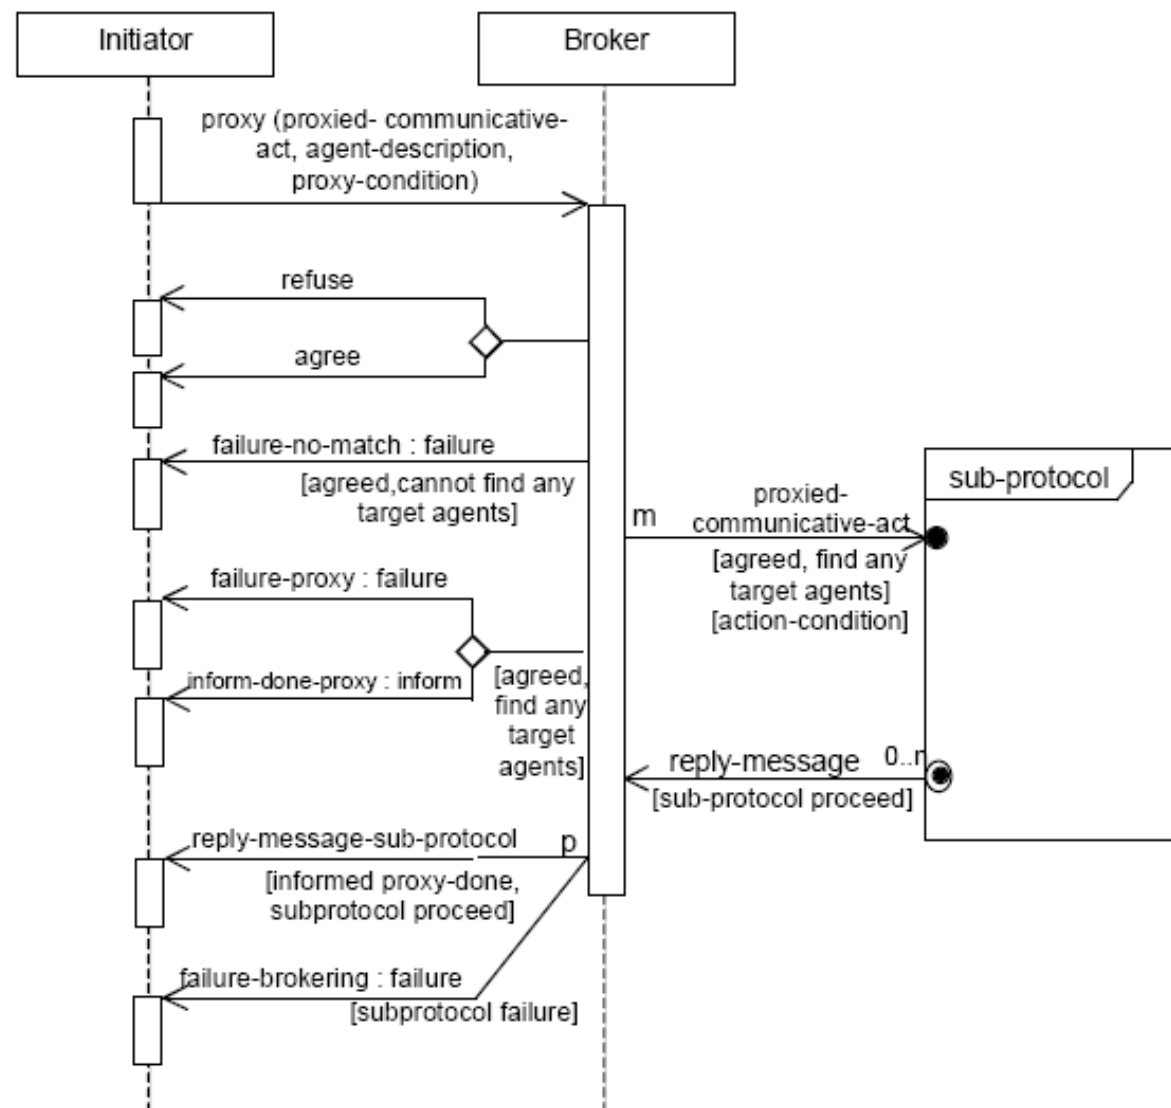 Initiator
Broker
proxy (proxied- communicative-
act, agent-description,
proxy-condition)
refuse
agree
failure-no-match : failure
[agreed,cannot find any
target agents]
sub-protocol
m
proxied-
communicative-act
[agreed, find any
target agents]
[action-condition]
failure-proxy : failure
inform-done-proxy : inform
[agreed,
find any
target
agents]
reply-message
0..n
[sub-protocol proceed]
reply-message-sub-protocol
p
[informed proxy-done,
subprotocol proceed]
failure-brokering : failure
[subprotocol failure]